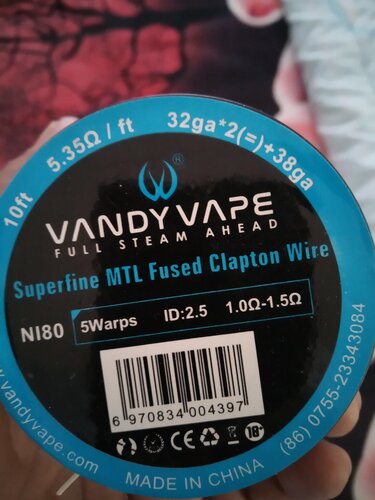 10ft 5.35Ω / ft 32ga*2(=)+38ga
®
VANDY VAPE
FULL STEAM AHEAD
Superfine MTL Fused Clapton Wire
NI80 5Warps ID:2.5 1.0Ω-1.5Ω
6 970834 004397
CE 18+
www.vandyvape.com MADE IN CHINA (86) 0755-23343084